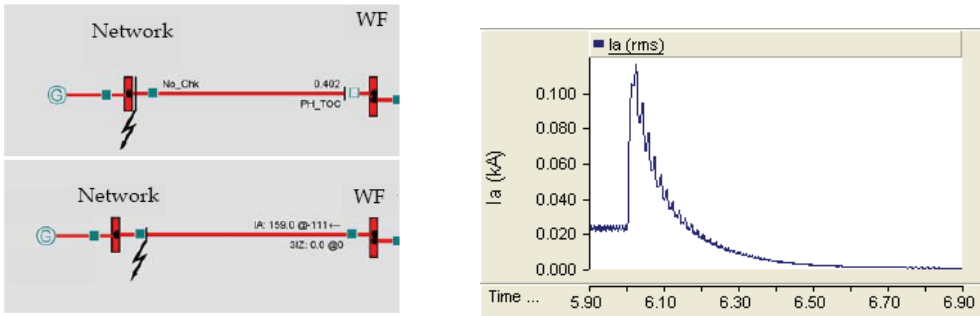 WF
Network
No_Chk
0.402
G
PH_TOC
Network
WF
IA: 159.0 @-111←
G
3IZ: 0.0 @0
Ia (rms)
Ia (kA)
0.100
0.080
0.060
0.040
0.020
0.000
Time ...
5.90
6.10
6.30
6.50
6.70
6.90